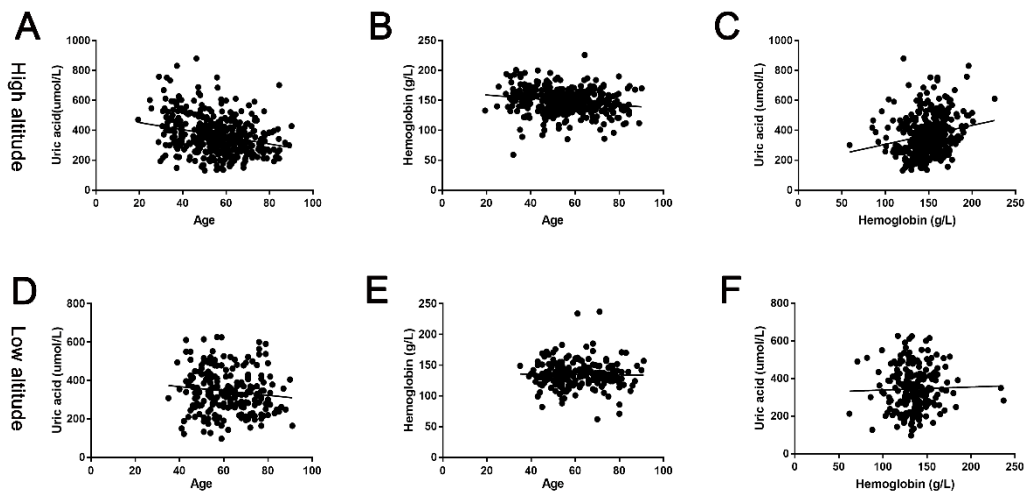 A
B
C
High altitude
Uric acid(umol/L)
1000
800
600
400
200
0
0 20 40 60 80 100
Age
Hemoglobin (g/L)
250
200
150
100
50
0
0 20 40 60 80 100
Age
Uric acid (umol/L)
1000
800
600
400
200
0
0 50 100 150 200 250
Hemoglobin (g/L)
D
E
F
Low altitude
Uric acid (umol/L)
800
600
400
200
0
0 20 40 60 80 100
Age
Hemoglobin (g/L)
250
200
150
100
50
0
0 20 40 60 80 100
Age
Uric acid (umol/L)
800
600
400
200
0
0 50 100 150 200 250
Hemoglobin (g/L)